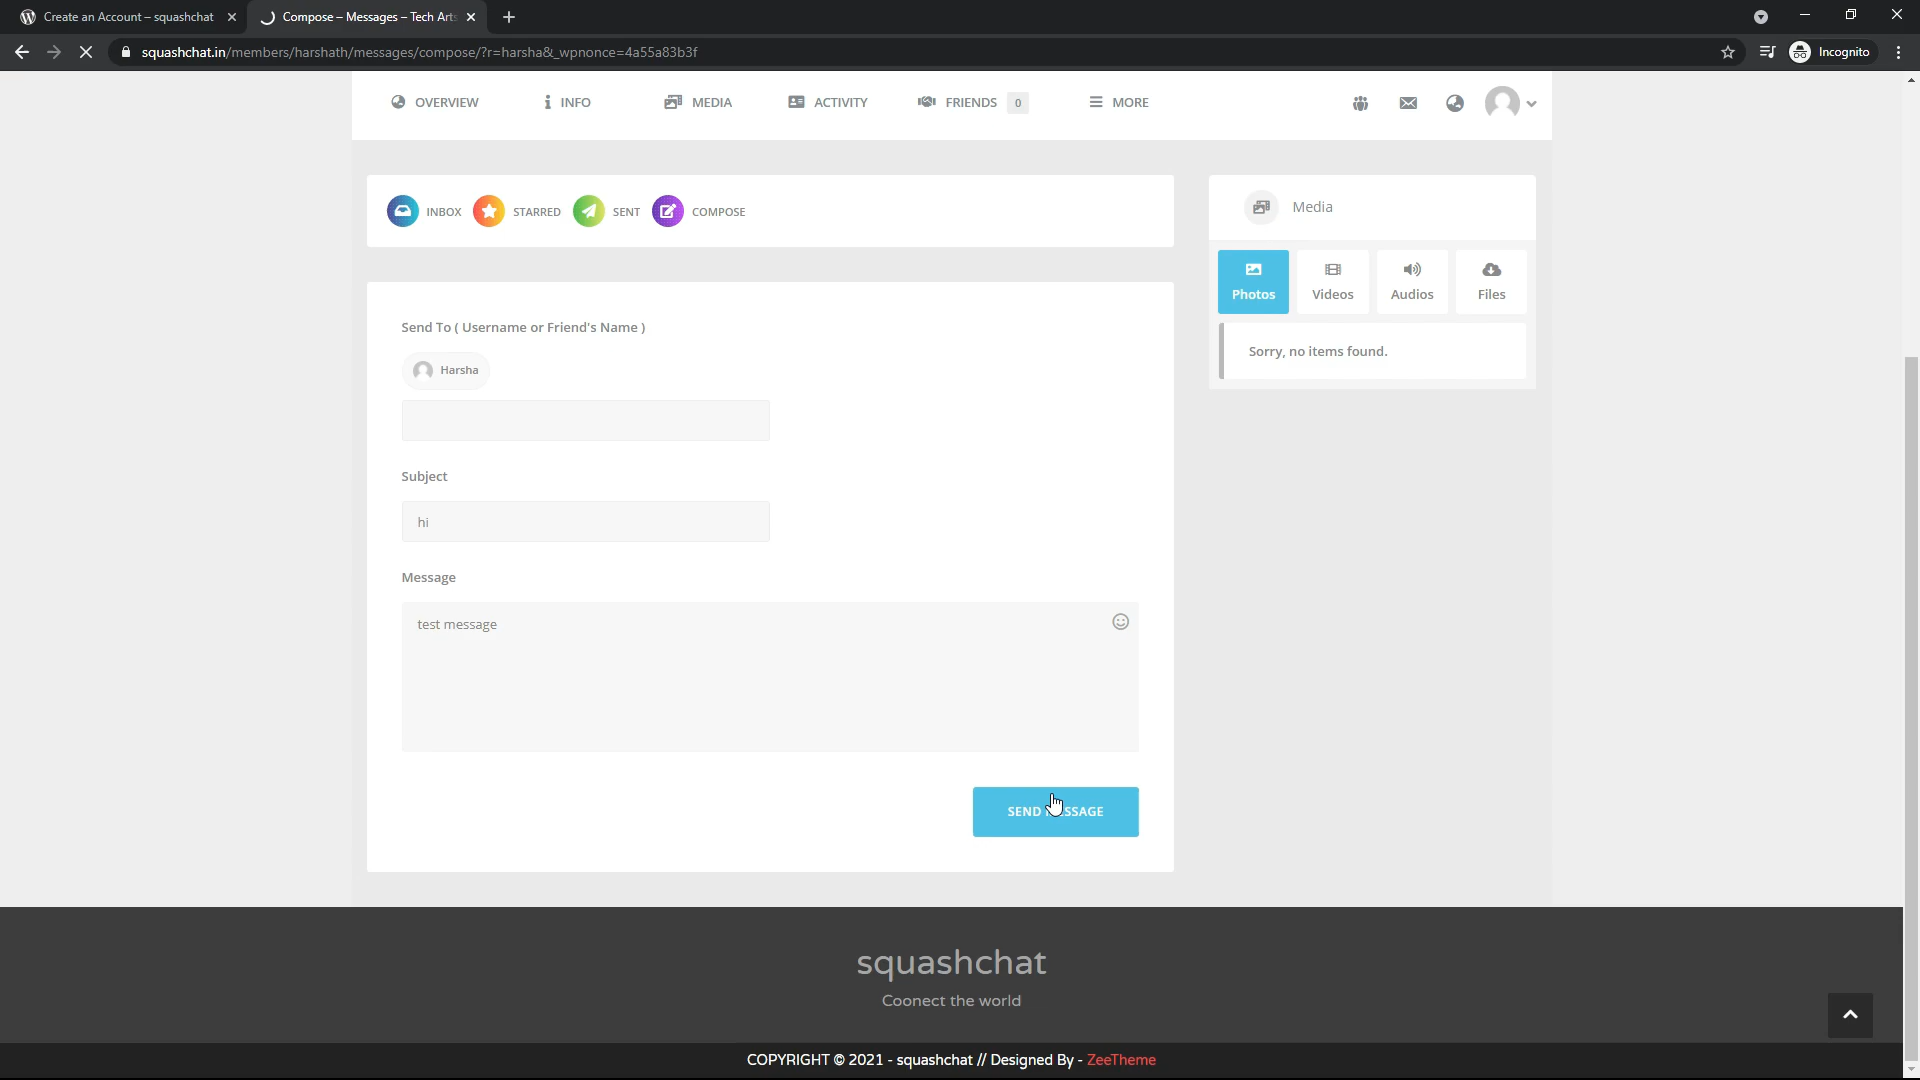 Create an Account – squashchat
Compose – Messages – Tech Arts
squashchat.in/members/harshath/messages/compose/?r=harsha&_wpnonce=4a55a83b3f
Incognito
OVERVIEW
INFO
MEDIA
ACTIVITY
FRIENDS 0
MORE
INBOX
STARRED
SENT
COMPOSE
Media
Photos
Videos
Audios
Files
Sorry, no items found.
Send To ( Username or Friend's Name )
Harsha
Subject
hi
Message
test message
SEND MESSAGE
squashchat
Coonect the world
COPYRIGHT © 2021 - squashchat // Designed By - ZeeTheme